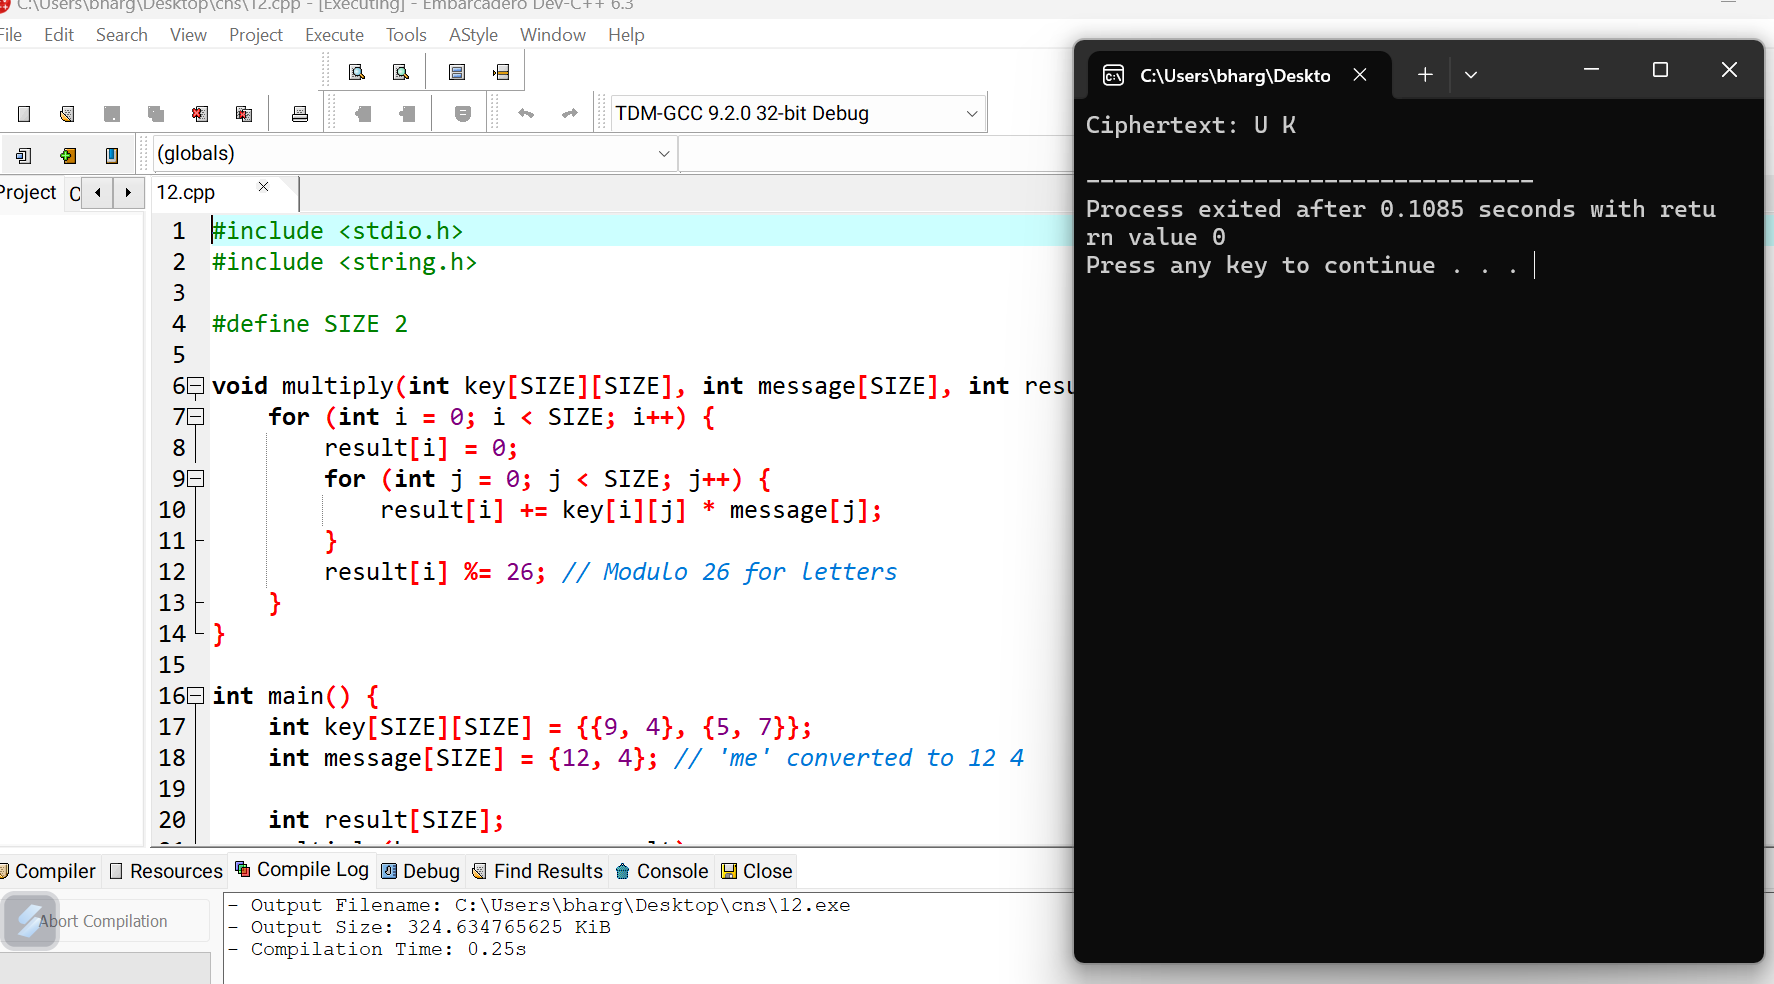 C:\Users\bharg\Desktop\cns\12.cpp - [Executing] - Embarcadero Dev-C++ 6.3
File Edit Search View Project Execute Tools AStyle Window Help
TDM-GCC 9.2.0 32-bit Debug
(globals)
Project C
12.cpp
1 #include <stdio.h>
2 #include <string.h>
3
4 #define SIZE 2
5
6 void multiply(int key[SIZE][SIZE], int message[SIZE], int resu
7 for (int i = 0; i < SIZE; i++) {
8 result[i] = 0;
9 for (int j = 0; j < SIZE; j++) {
10 result[i] += key[i][j] * message[j];
11 }
12 result[i] %= 26; // Modulo 26 for letters
13 }
14 }
15
16 int main() {
17 int key[SIZE][SIZE] = {{9, 4}, {5, 7}};
18 int message[SIZE] = {12, 4}; // 'me' converted to 12 4
19
20 int result[SIZE];
Compiler Resources Compile Log Debug Find Results Console Close
Abort Compilation
- Output Filename: C:\Users\bharg\Desktop\cns\12.exe
- Output Size: 324.634765625 KiB
- Compilation Time: 0.25s
C:\Users\bharg\Deskto
Ciphertext: U K
--------------------------------
Process exited after 0.1085 seconds with retu
rn value 0
Press any key to continue . . .